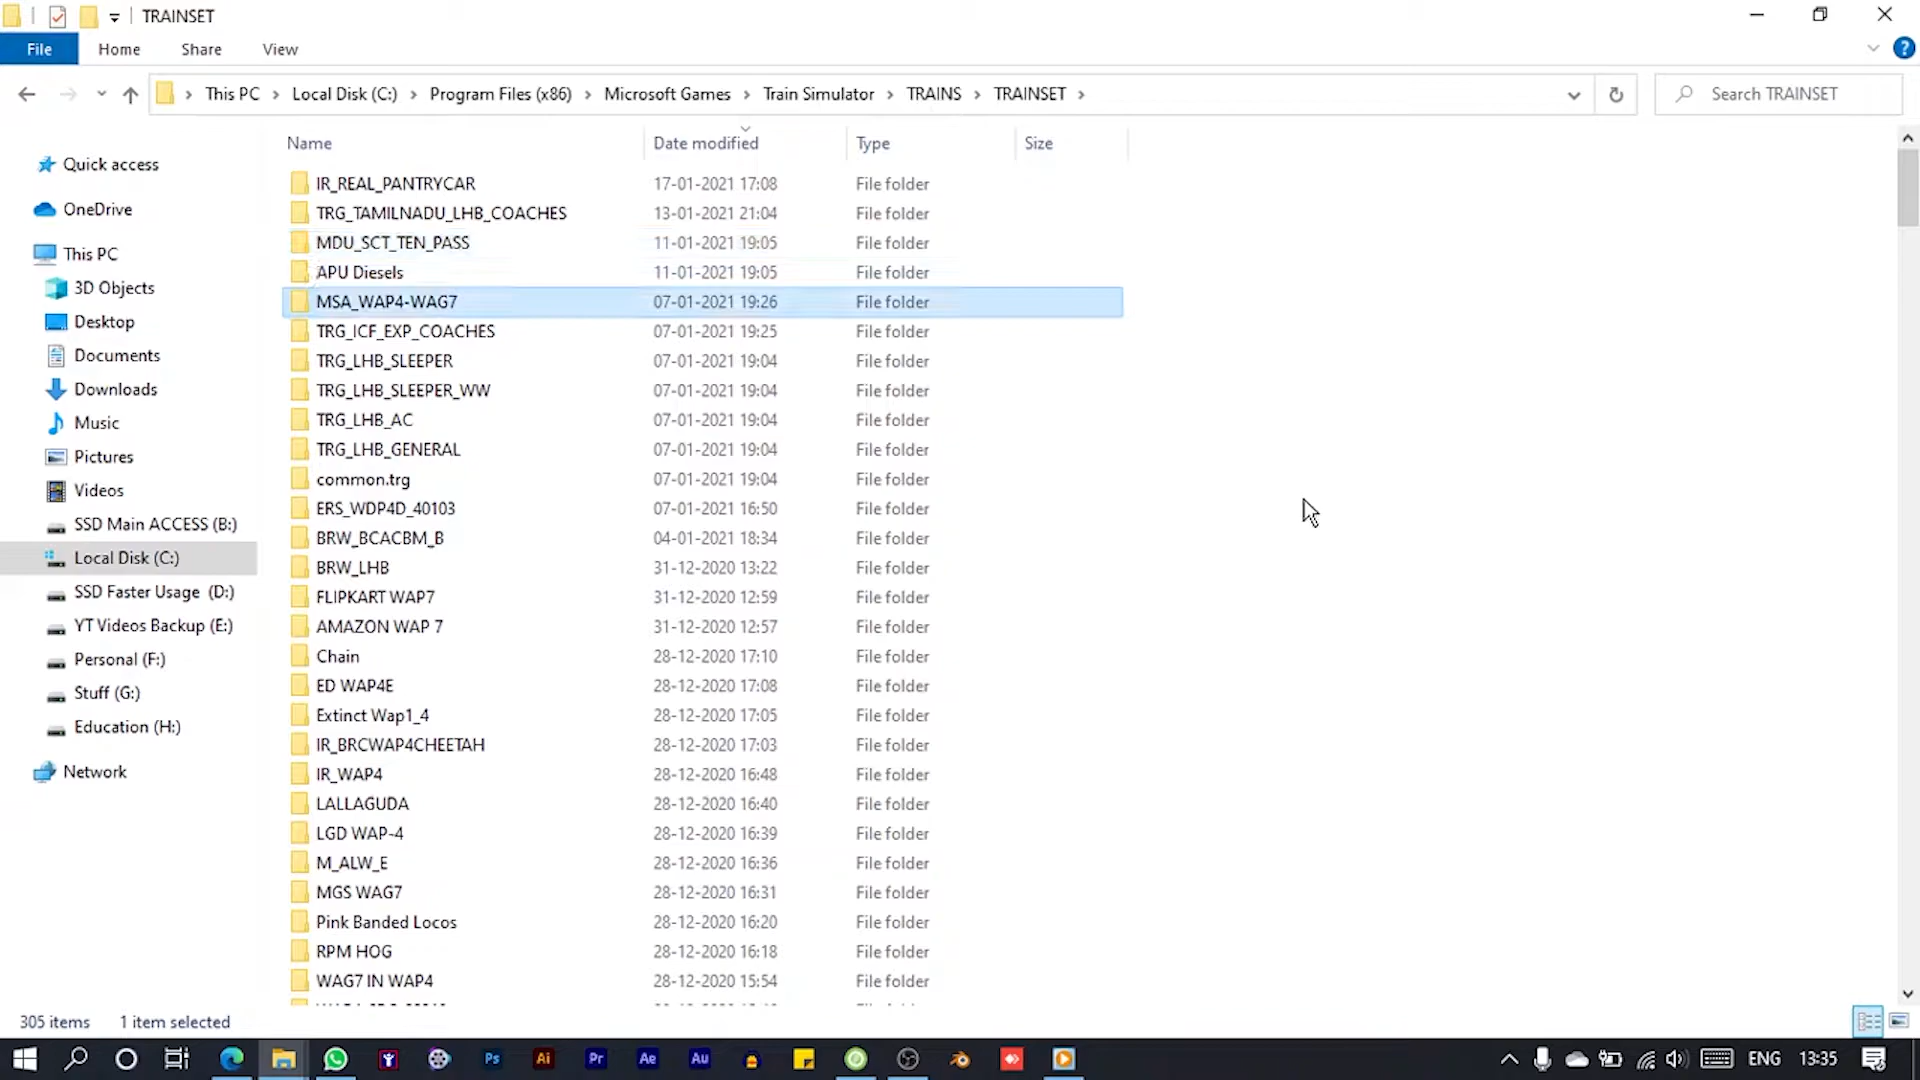 TRAINSET
File Home Share View
This PC Local Disk (C:) Program Files (x86) Microsoft Games Train Simulator TRAINS TRAINSET Search TRAINSET
Name Date modified Type Size
Quick access
OneDrive
This PC
3D Objects
Desktop
Documents
Downloads
Music
Pictures
Videos
SSD Main ACCESS (B:)
Local Disk (C:)
SSD Faster Usage (D:)
YT Videos Backup (E:)
Personal (F:)
Stuff (G:)
Education (H:)
Network
IR_REAL_PANTRYCAR 17-01-2021 17:08 File folder
TRG_TAMILNADU_LHB_COACHES 13-01-2021 21:04 File folder
MDU_SCT_TEN_PASS 11-01-2021 19:05 File folder
APU Diesels 11-01-2021 19:05 File folder
MSA_WAP4-WAG7 07-01-2021 19:26 File folder
TRG_ICF_EXP_COACHES 07-01-2021 19:25 File folder
TRG_LHB_SLEEPER 07-01-2021 19:04 File folder
TRG_LHB_SLEEPER_WW 07-01-2021 19:04 File folder
TRG_LHB_AC 07-01-2021 19:04 File folder
TRG_LHB_GENERAL 07-01-2021 19:04 File folder
common.trg 07-01-2021 19:04 File folder
ERS_WDP4D_40103 07-01-2021 16:50 File folder
BRW_BCACBM_B 04-01-2021 18:34 File folder
BRW_LHB 31-12-2020 13:22 File folder
FLIPKART WAP7 31-12-2020 12:59 File folder
AMAZON WAP 7 31-12-2020 12:57 File folder
Chain 28-12-2020 17:10 File folder
ED WAP4E 28-12-2020 17:08 File folder
Extinct Wap1_4 28-12-2020 17:05 File folder
IR_BRCWAP4CHEETAH 28-12-2020 17:03 File folder
IR_WAP4 28-12-2020 16:48 File folder
LALLAGUDA 28-12-2020 16:40 File folder
LGD WAP-4 28-12-2020 16:39 File folder
M_ALW_E 28-12-2020 16:36 File folder
MGS WAG7 28-12-2020 16:31 File folder
Pink Banded Locos 28-12-2020 16:20 File folder
RPM HOG 28-12-2020 16:18 File folder
WAG7 IN WAP4 28-12-2020 15:54 File folder
305 items 1 item selected
Ps Ai Pr Ae Au ENG 13:35